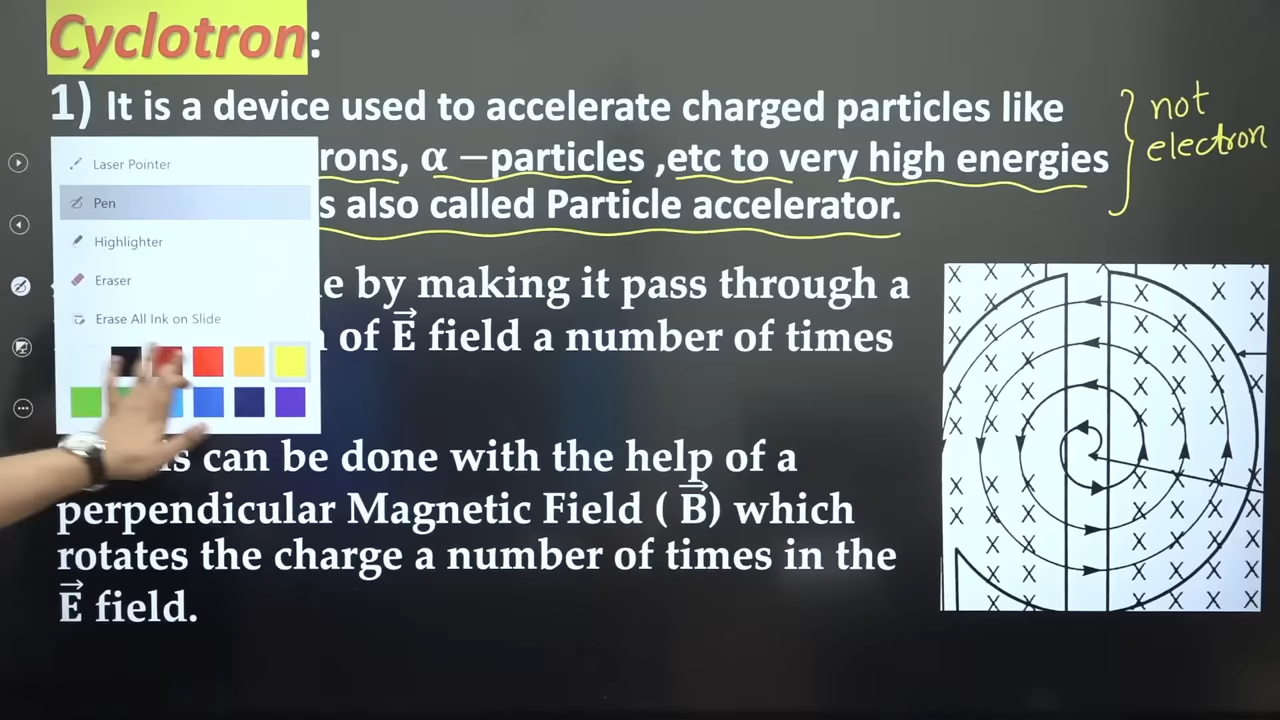 Cyclotron:
1) It is a device used to accelerate charged particles like
rons, α –particles ,etc to very high energies
s also called Particle accelerator.
not
electron
Laser Pointer
Pen
Highlighter
Eraser
Erase All Ink on Slide
e by making it pass through a
of E⃗ field a number of times
s can be done with the help of a
perpendicular Magnetic Field ( B⃗) which
rotates the charge a number of times in the
E⃗ field.